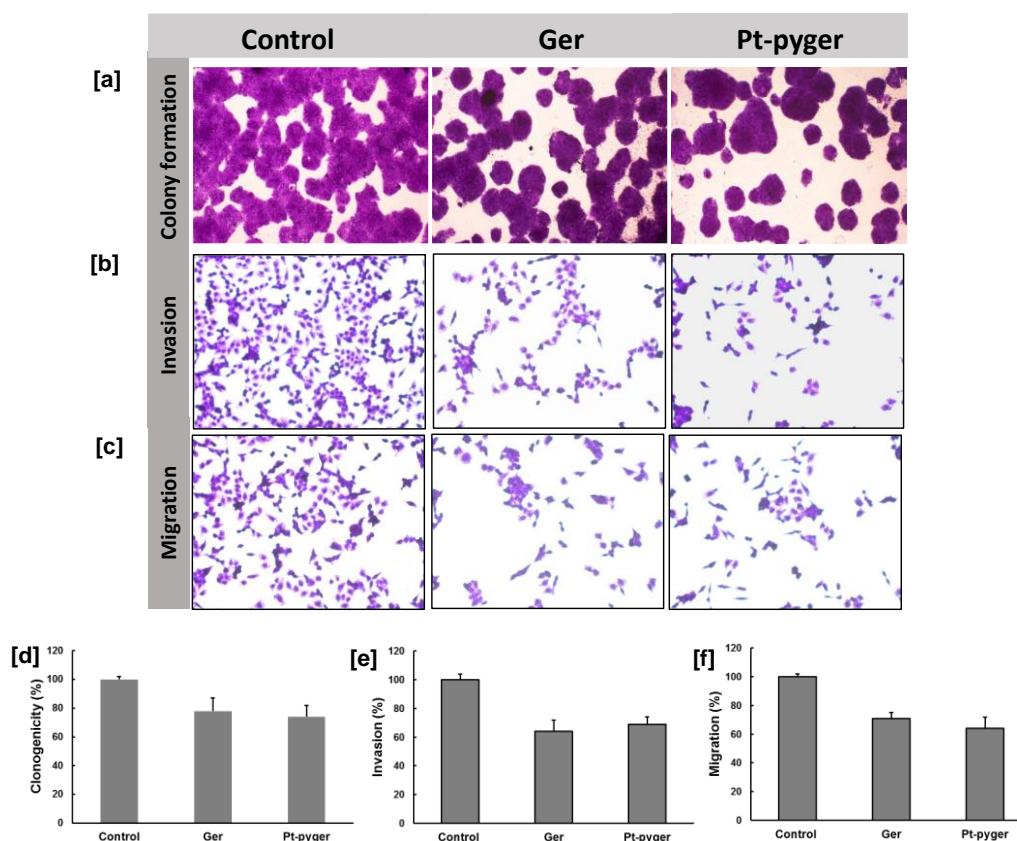 Control Ger Pt-pyger
[a] Colony formation
[b] Invasion
[c] Migration
[d]
Clonogenicity (%)
120
100
80
60
40
20
0
Control Ger Pt-pyger
[e]
Invasion (%)
120
100
80
60
40
20
0
Control Ger Pt-pyger
[f]
Migration (%)
120
100
80
60
40
20
0
Control Ger Pt-pyger